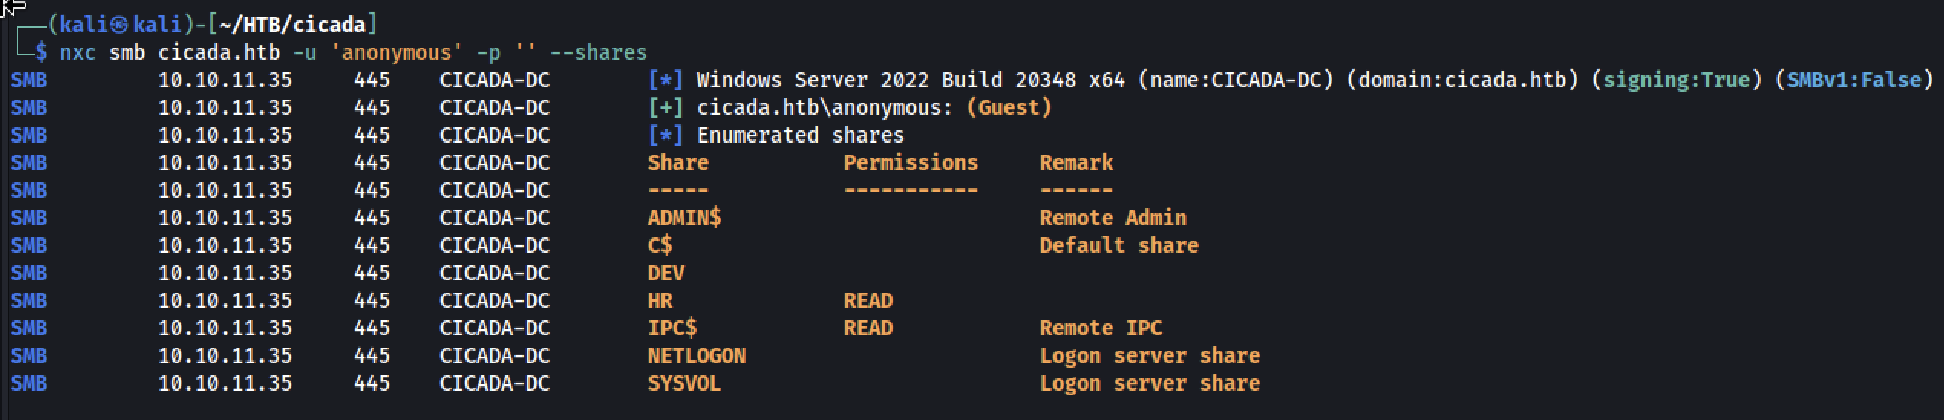 ┌──(kali㉿kali)-[~/HTB/cicada]
└─$ nxc smb cicada.htb -u 'anonymous' -p '' --shares
SMB         10.10.11.35     445    CICADA-DC        [*] Windows Server 2022 Build 20348 x64 (name:CICADA-DC) (domain:cicada.htb) (signing:True) (SMBv1:False)
SMB         10.10.11.35     445    CICADA-DC        [+] cicada.htb\anonymous: (Guest)
SMB         10.10.11.35     445    CICADA-DC        [*] Enumerated shares
SMB         10.10.11.35     445    CICADA-DC        Share           Permissions     Remark
SMB         10.10.11.35     445    CICADA-DC        -----           -----------     ------
SMB         10.10.11.35     445    CICADA-DC        ADMIN$                          Remote Admin
SMB         10.10.11.35     445    CICADA-DC        C$                              Default share
SMB         10.10.11.35     445    CICADA-DC        DEV
SMB         10.10.11.35     445    CICADA-DC        HR              READ
SMB         10.10.11.35     445    CICADA-DC        IPC$            READ            Remote IPC
SMB         10.10.11.35     445    CICADA-DC        NETLOGON                        Logon server share
SMB         10.10.11.35     445    CICADA-DC        SYSVOL                          Logon server share